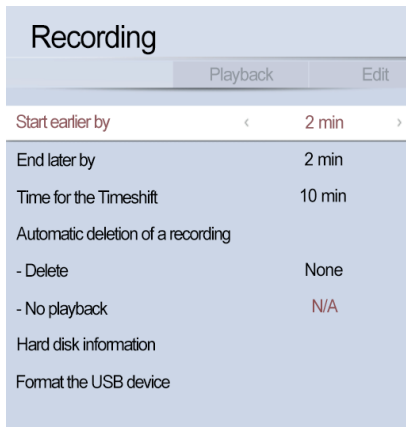 Recording
Playback Edit
Start earlier by ‹ 2 min ›
End later by 2 min
Time for the Timeshift 10 min
Automatic deletion of a recording
- Delete None
- No playback N/A
Hard disk information
Format the USB device